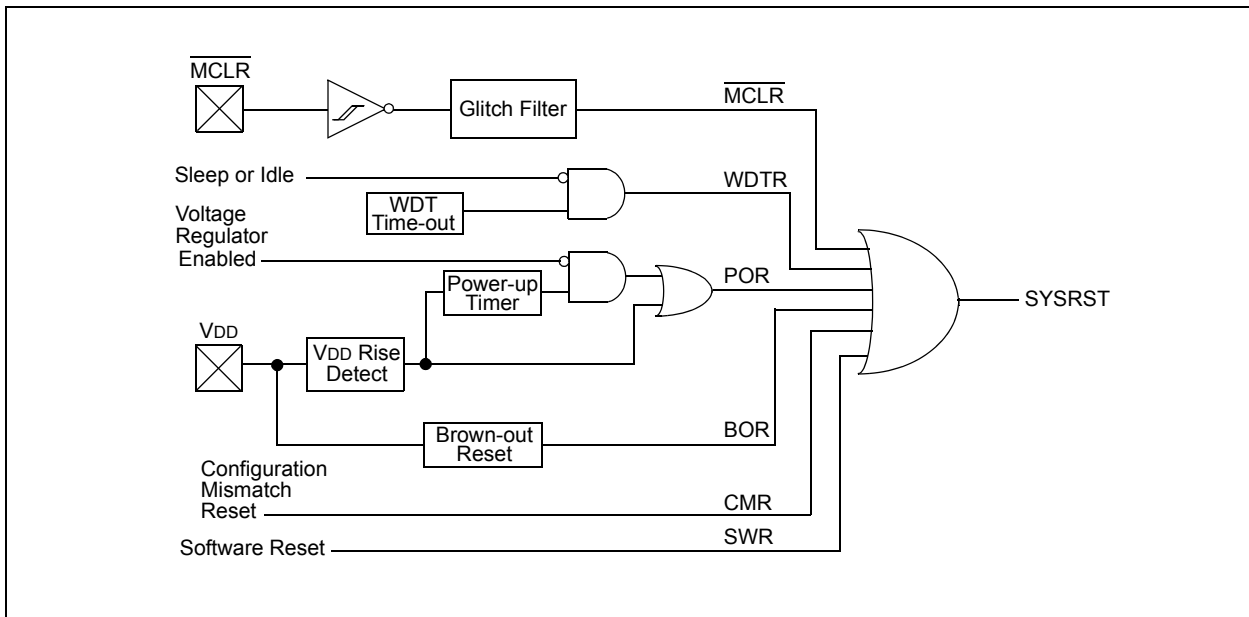 MCLR
Glitch Filter
MCLR
Sleep or Idle
WDT
Time-out
WDTR
Voltage
Regulator
Enabled
Power-up
Timer
POR
SYSRST
VDD
VDD Rise
Detect
Brown-out
Reset
BOR
Configuration
Mismatch
Reset
CMR
Software Reset
SWR